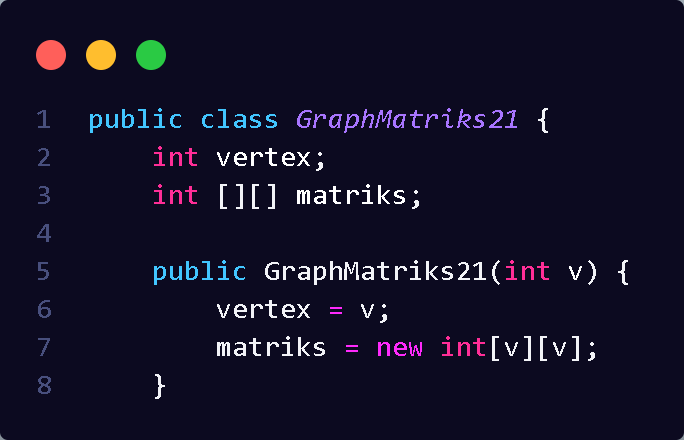 1 public class GraphMatriks21 {
2     int vertex;
3     int [][] matriks;
4
5     public GraphMatriks21(int v) {
6         vertex = v;
7         matriks = new int[v][v];
8     }